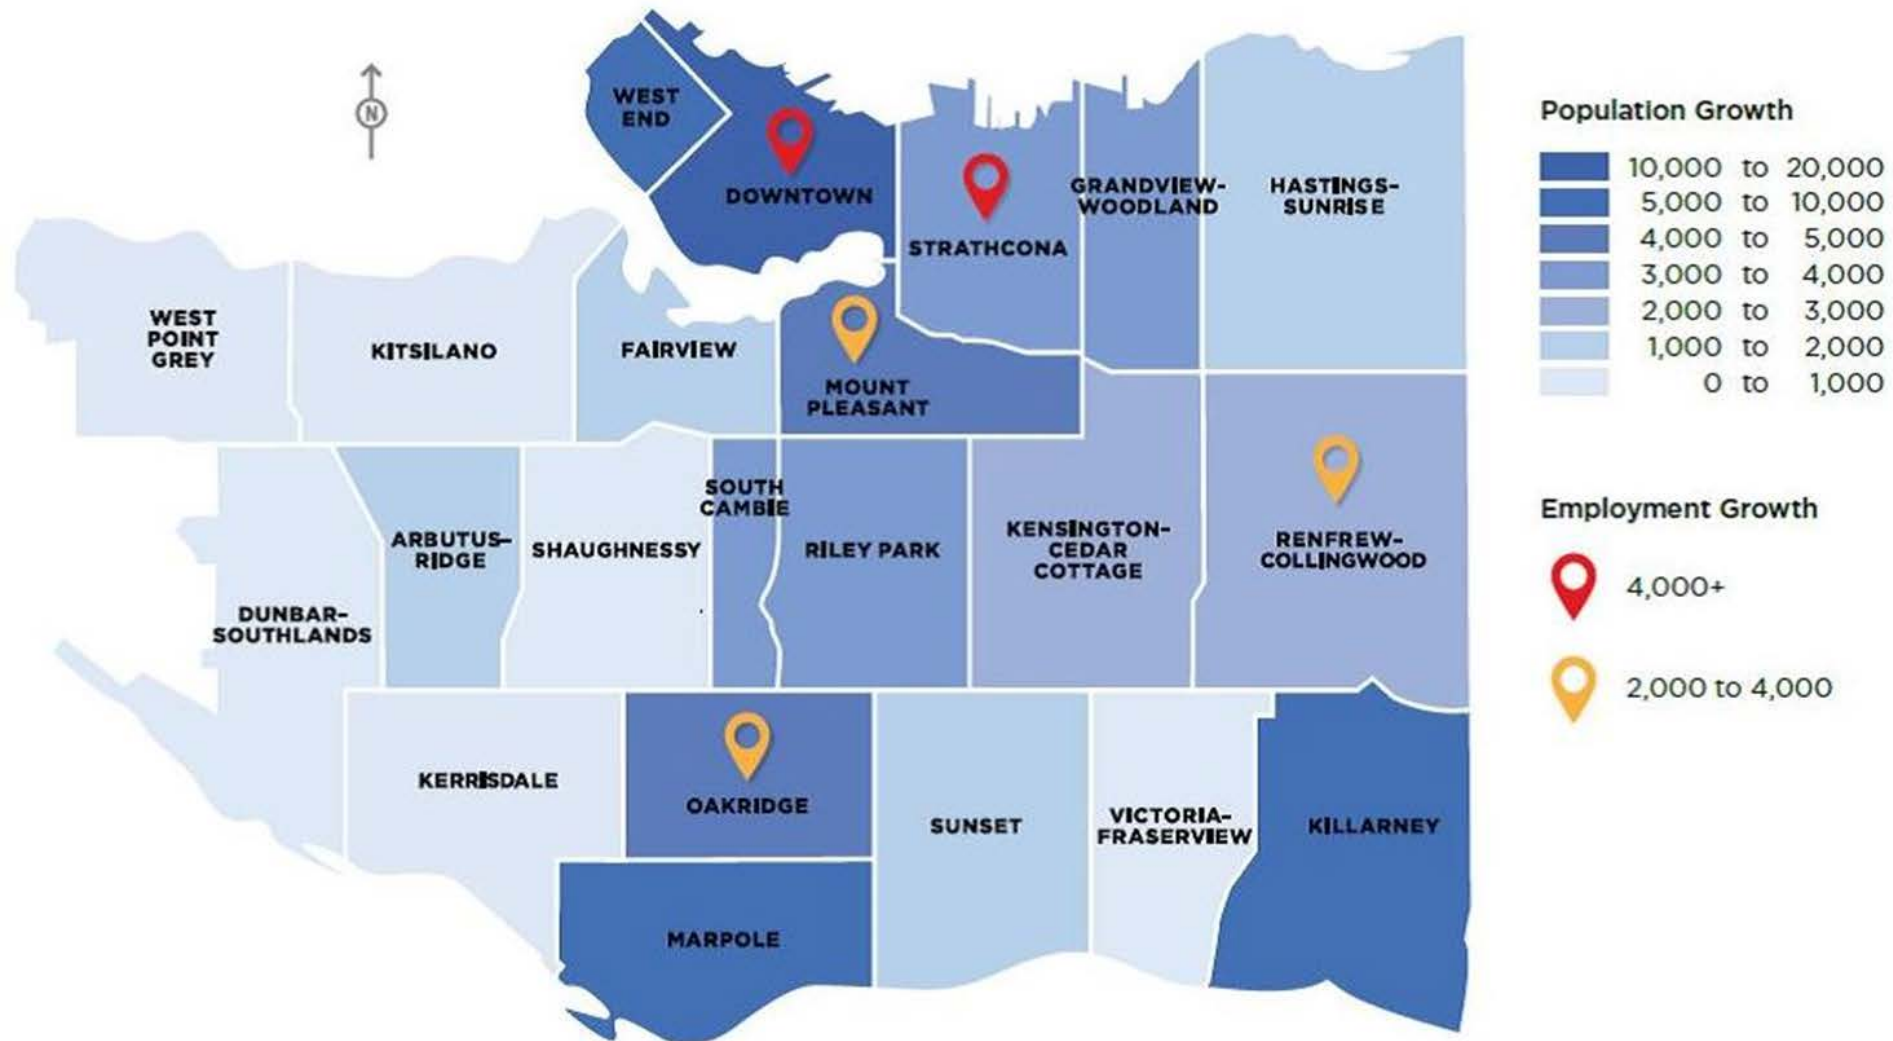 N
WEST
END
DOWNTOWN
STRATHCONA
GRANDVIEW-
WOODLAND
HASTINGS-
SUNRISE
WEST
POINT
GREY
KITSILANO
FAIRVIEW
MOUNT
PLEASANT
DUNBAR-
SOUTHLANDS
ARBUTUS-
RIDGE
SHAUGHNESSY
SOUTH
CAMBIE
RILEY PARK
KENSINGTON-
CEDAR
COTTAGE
RENFREW-
COLLINGWOOD
KERRISDALE
OAKRIDGE
MARPOLE
SUNSET
VICTORIA-
FRASERVIEW
KILLARNEY
Population Growth
10,000 to 20,000
5,000 to 10,000
4,000 to 5,000
3,000 to 4,000
2,000 to 3,000
1,000 to 2,000
0 to 1,000
Employment Growth
4,000+
2,000 to 4,000